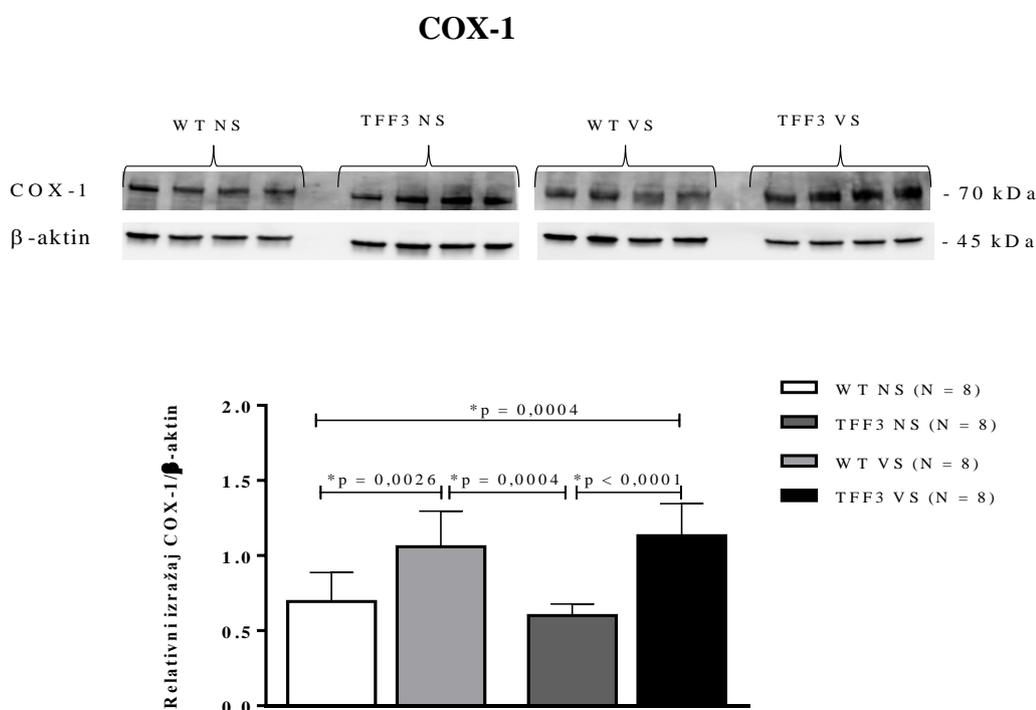 COX-1
WT NS
TFF3 NS
WT VS
TFF3 VS
COX-1
- 70 kDa
β-aktin
- 45 kDa
WT NS (N = 8)
TFF3 NS (N = 8)
WT VS (N = 8)
TFF3 VS (N = 8)
Relativni izražaj COX-1/β-aktin
2.0
1.5
1.0
0.5
0.0
*p = 0,0004
*p = 0,0026
*p = 0,0004
*p < 0,0001